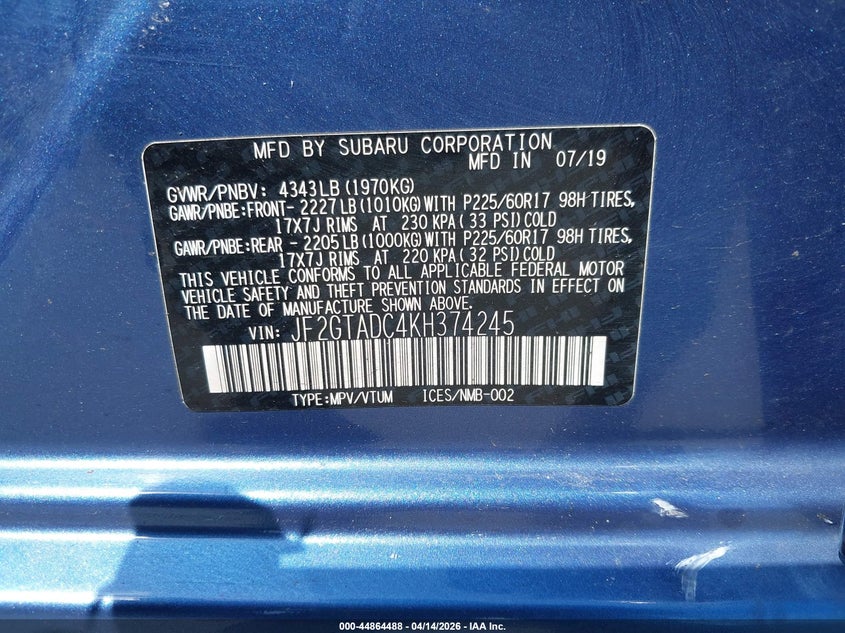 MFD BY SUBARU CORPORATION
MFD IN 07/19
GVWR/PNBV: 4343LB(1970KG)
GAWR/PNBE:FRONT-2227LB(1010KG)WITH P225/60R17 98H TIRES,
17X7J RIMS AT 230 KPA(33 PSI)COLD
GAWR/PNBE:REAR -2205LB(1000KG)WITH P225/60R17 98H TIRES,
17X7J RIMS AT 220 KPA(32 PSI)COLD
THIS VEHICLE CONFORMS TO ALL APPLICABLE FEDERAL MOTOR
VEHICLE SAFETY AND THEFT PREVENTION STANDARDS IN EFFECT ON
THE DATE OF MANUFACTURE SHOWN ABOVE.
VIN: JF2GTADC4KH374245
TYPE:MPV/VTUM ICES/NMB-002
000-44864488 - 04/14/2026 - IAA Inc.